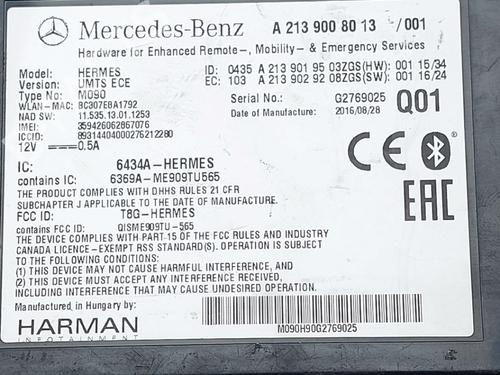 Mercedes-Benz A 213 900 80 13 /001
Hardware for Enhanced Remote-, Mobility- & Emergency Services
Model: HERMES ID: 0435 A 213 901 95 03ZGS(HW): 001 15/34
Version: UMTS ECE EC: 103 A 213 902 92 08ZGS(SW): 001 16/24
Type No: M090
WLAN-MAC: BC307E8A1792 Serial No.: G2769025 Q01
NAD SW: 11.535.13.01.1253 Date of Manufacture: 2016/08/28
IMEI: 359426062867076
ICCID: 89314404000276212280
12V 0.5A
CE
IC: 6434A-HERMES
contains IC: 6369A-ME909TU565
THE PRODUCT COMPLIES WITH DHHS RULES 21 CFR
SUBCHAPTER J APPLICABLE TO THE DATE OF MANUFACTURE.
EAC
FCC ID: T8G-HERMES
contains FCC ID: QISME909TU-565
THE DEVICE COMPLIES WITH PART 15 OF THE FCC RULES AND INDUSTRY
CANADA LICENCE - EXEMPT RSS STANDARD(S). OPERATION IS SUBJECT
TO THE FOLLOWING CONDITIONS:
(1) THIS DEVICE MAY NOT CAUSE HARMFUL INTERFERENCE, AND
(2) THIS DEVICE MUST ACCEPT ANY INTERFERENCE RECEIVED,
INCLUDING INTERFERENCE THAT MAY CAUSE UNDESIRED OPERATION.
Manufactured, in Hungary by:
HARMAN
INFOTAINMENT
M090H90G2769025